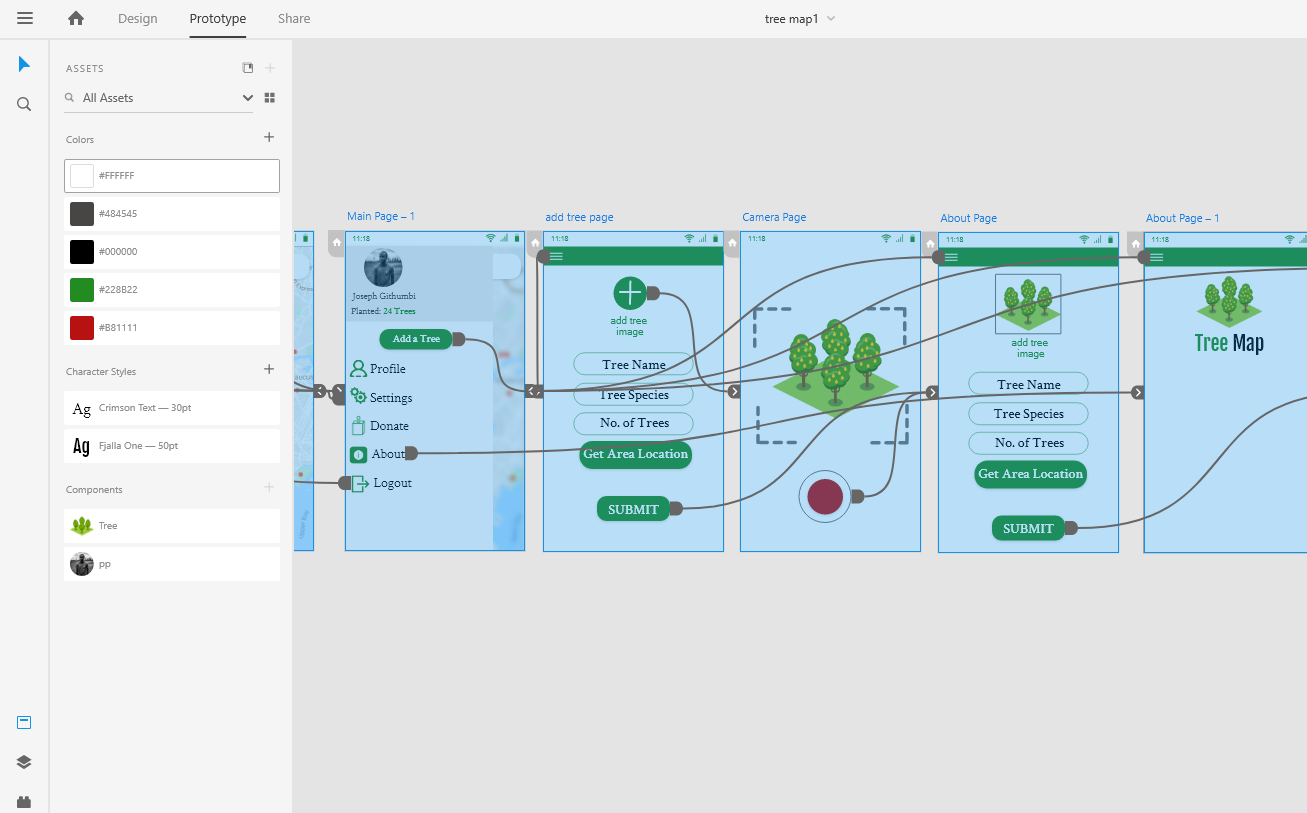 Design Prototype Share
tree map1
ASSETS
All Assets
Colors
#FFFFFF
#484545
#000000
#228B22
#B81111
Character Styles
Ag Crimson Text — 30pt
Ag Fjalla One — 50pt
Components
Tree
pp
Main Page – 1
11:18
Joseph Githumbi
Planted: 24 Trees
Add a Tree
Profile
Settings
Donate
About
Logout
add tree page
11:18
add tree
image
Tree Name
Tree Species
No. of Trees
Get Area Location
SUBMIT
Camera Page
11:18
About Page
11:18
add tree
image
Tree Name
Tree Species
No. of Trees
Get Area Location
SUBMIT
About Page – 1
11:18
Tree Map